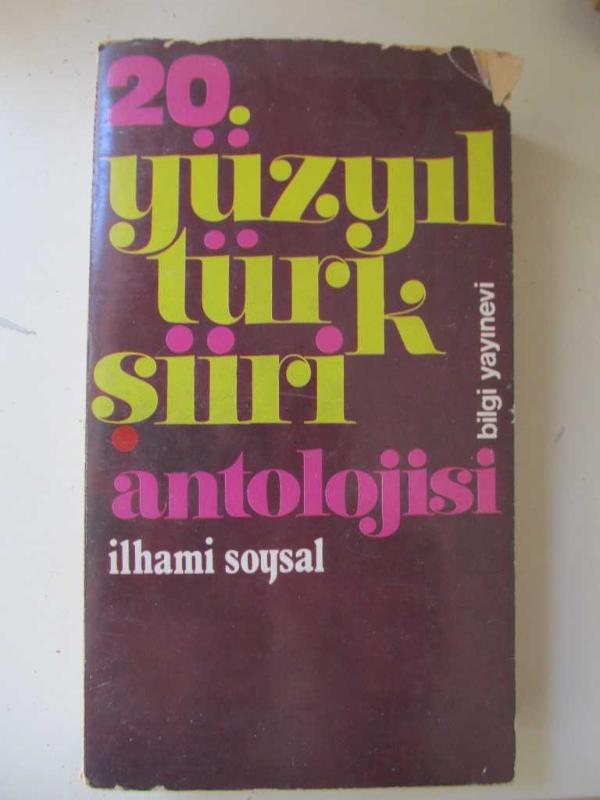 20.
yüzyıl
türk
şiiri
antolojisi
ilhami soysal
bilgi yayınevi